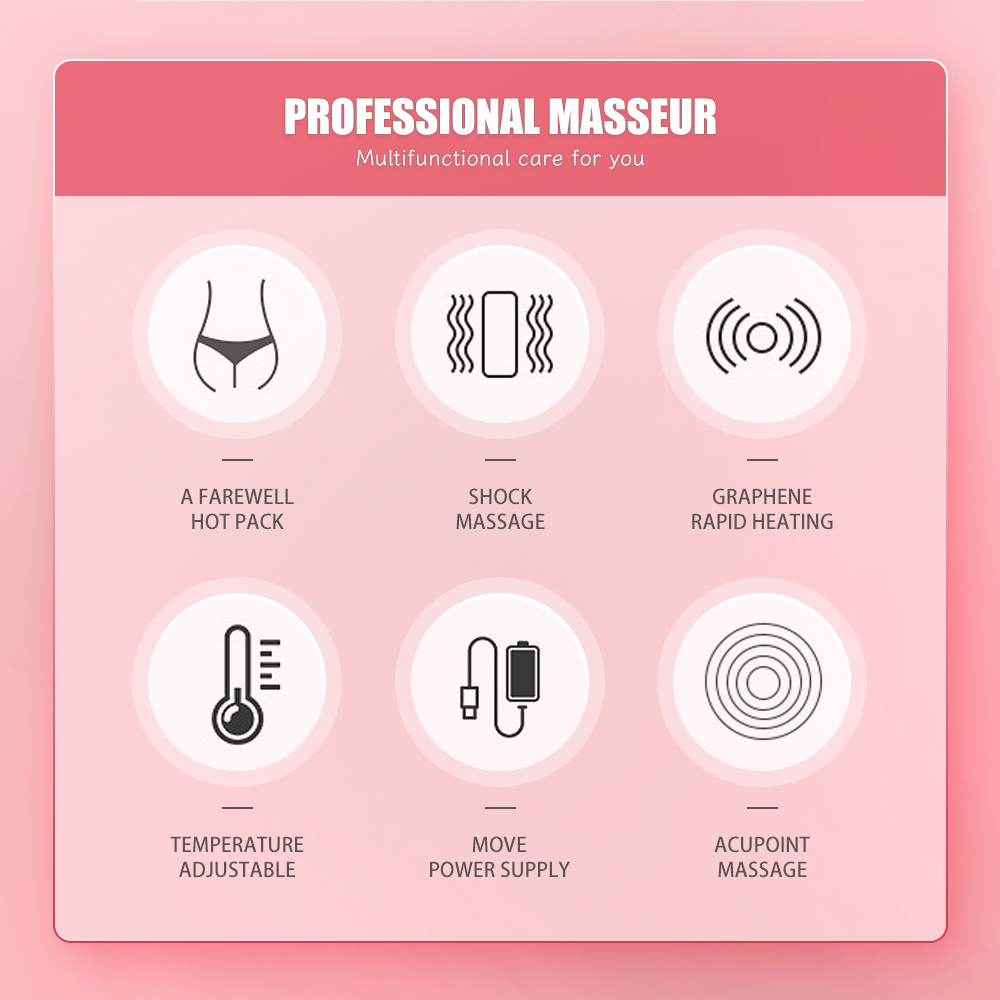 PROFESSIONAL MASSEUR
Multifunctional care for you
A FAREWELL
HOT PACK
SHOCK
MASSAGE
GRAPHENE
RAPID HEATING
TEMPERATURE
ADJUSTABLE
MOVE
POWER SUPPLY
ACUPOINT
MASSAGE